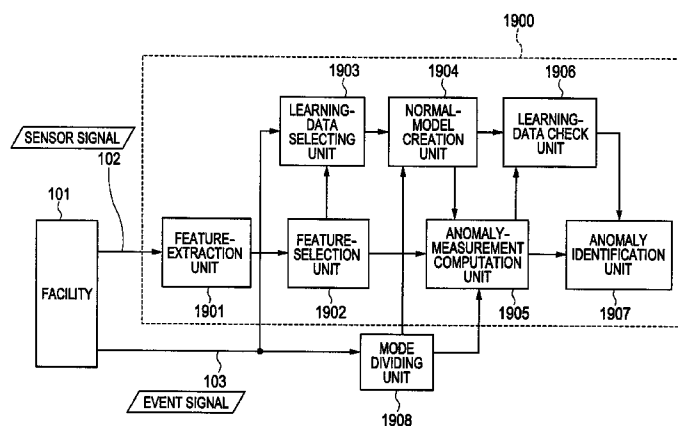 1900
1903
1904
1906
LEARNING-
DATA
SELECTING
UNIT
NORMAL-
MODEL
CREATION
UNIT
LEARNING-
DATA CHECK
UNIT
SENSOR SIGNAL
102
101
FACILITY
FEATURE-
EXTRACTION
UNIT
FEATURE-
SELECTION
UNIT
ANOMALY-
MEASUREMENT
COMPUTATION
UNIT
ANOMALY
IDENTIFICATION
UNIT
1901
1902
1905
1907
MODE
DIVIDING
UNIT
103
EVENT SIGNAL
1908